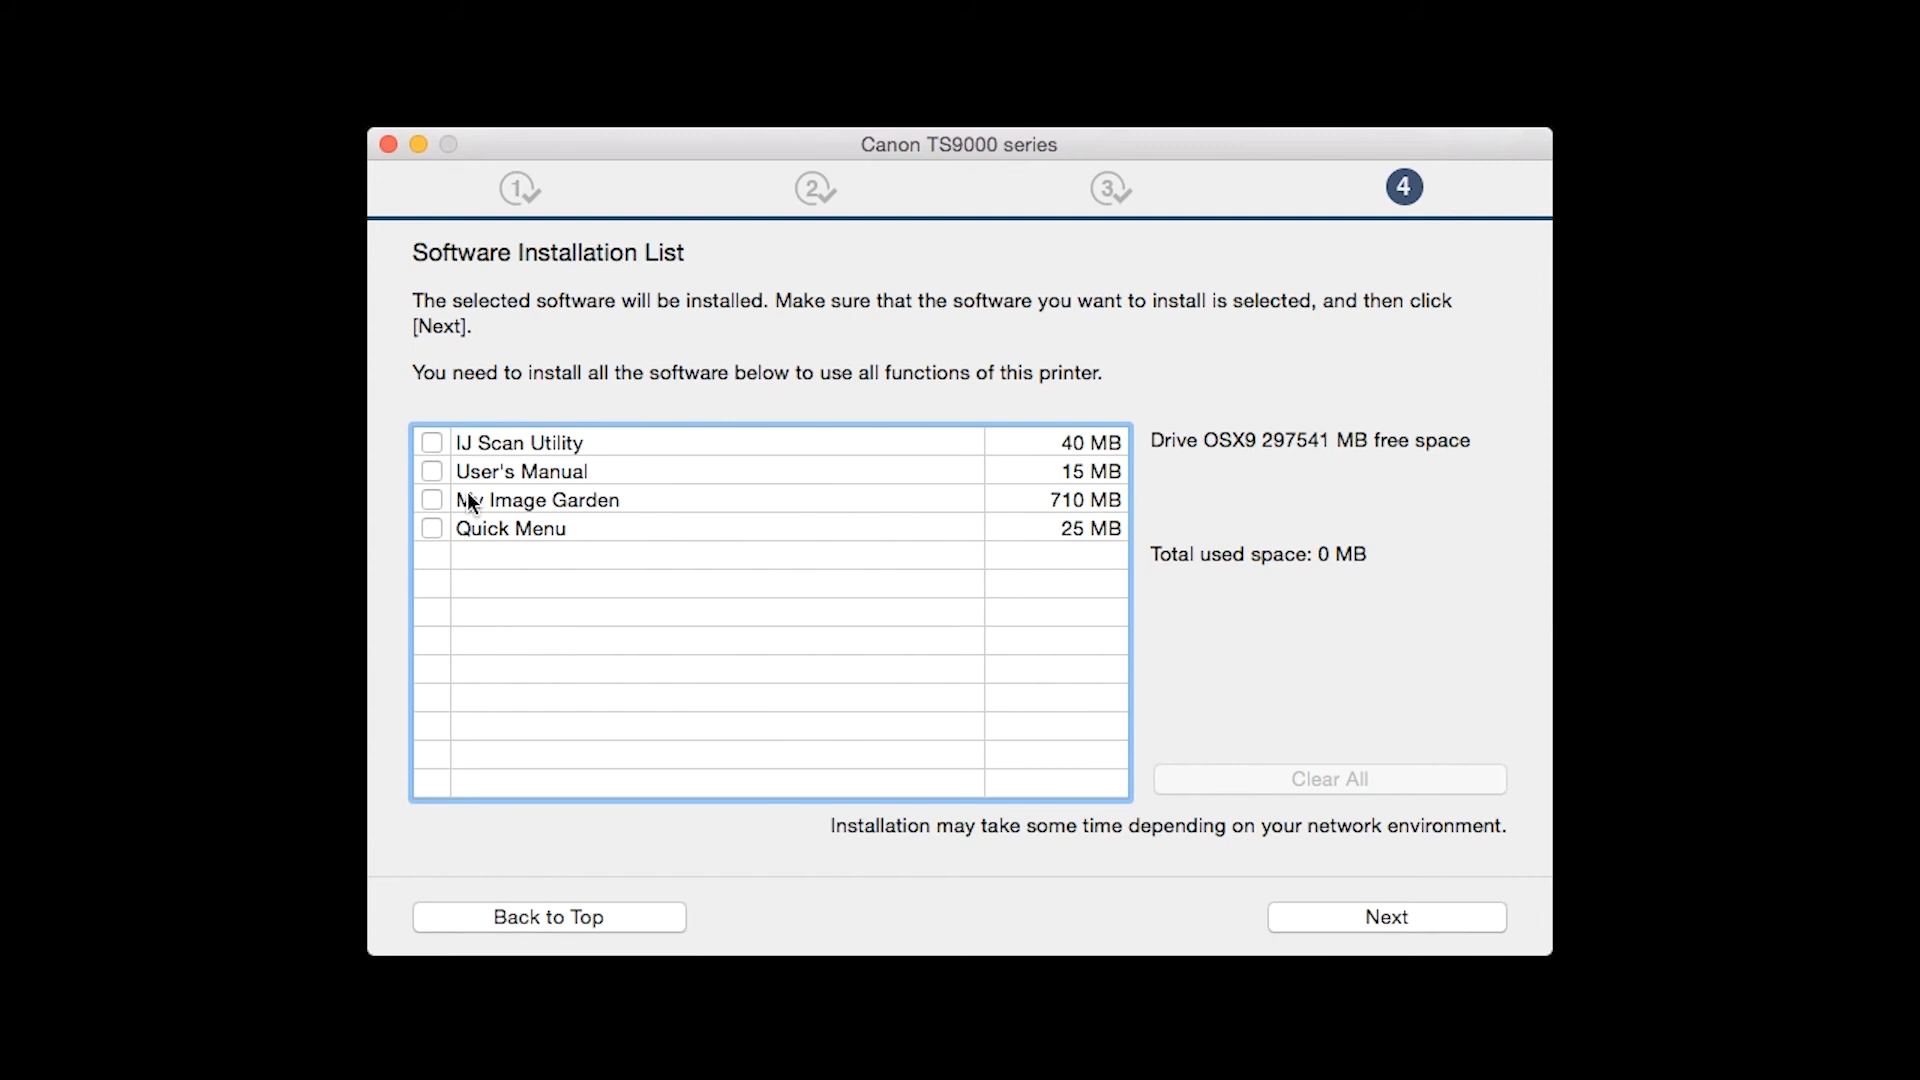 Canon TS9000 series
1 2 3 4
Software Installation List
The selected software will be installed. Make sure that the software you want to install is selected, and then click
[Next].
You need to install all the software below to use all functions of this printer.
IJ Scan Utility 40 MB
User's Manual 15 MB
My Image Garden 710 MB
Quick Menu 25 MB
Drive OSX9 297541 MB free space
Total used space: 0 MB
Clear All
Installation may take some time depending on your network environment.
Back to Top
Next